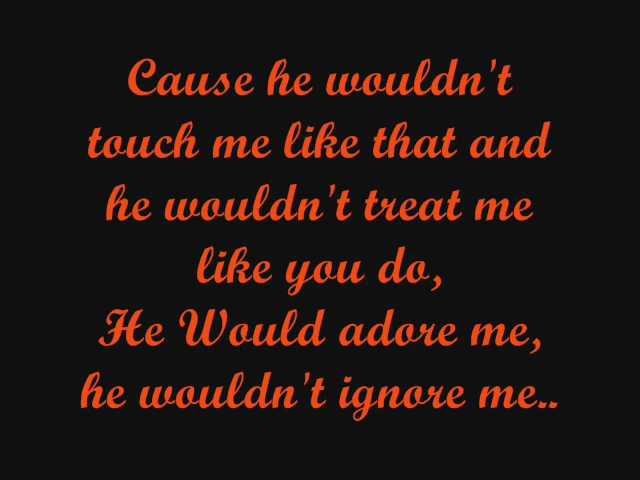 Cause he wouldn't
touch me like that and
he wouldn't treat me
like you do,
He Would adore me,
he wouldn't ignore me..